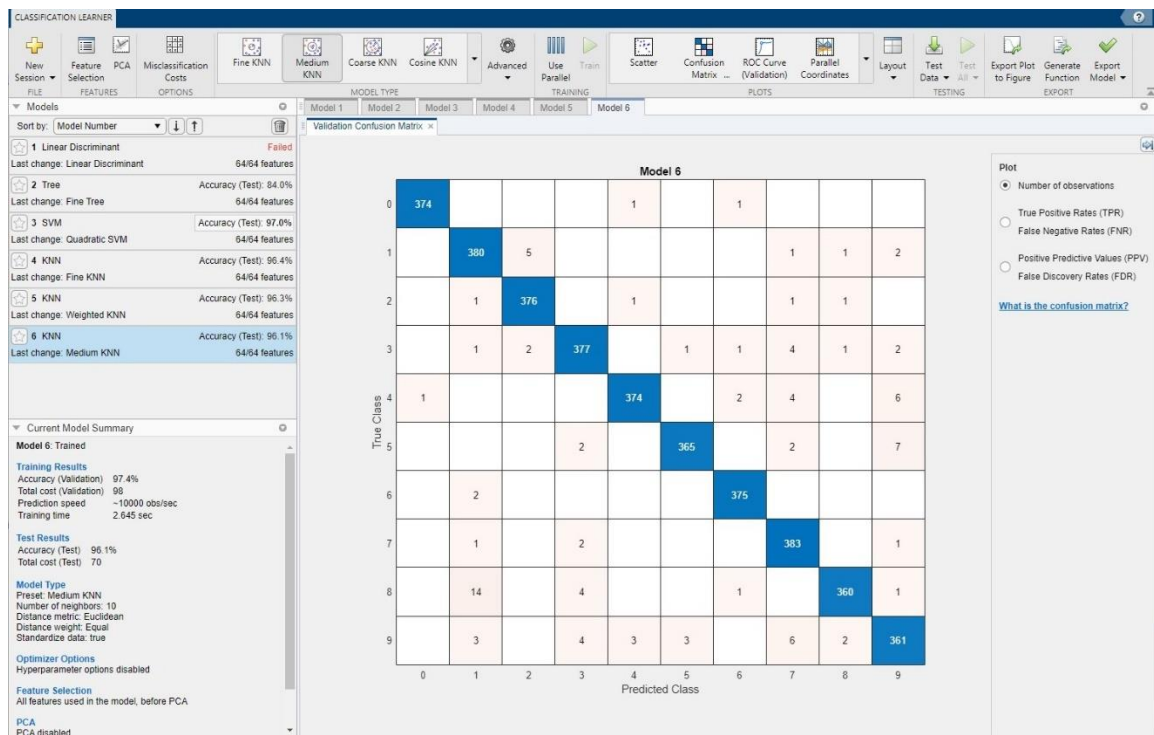 CLASSIFICATION LEARNER
?
New Session
Feature Selection
PCA
Misclassification Costs
Fine KNN
Medium KNN
Coarse KNN
Cosine KNN
Advanced
Use Parallel
Train
Scatter
Confusion Matrix ...
ROC Curve (Validation)
Parallel Coordinates
Layout
Test Data
Test All
Export Plot to Figure
Generate Function
Export Model
FILE FEATURES OPTIONS MODEL TYPE TRAINING PLOTS TESTING EXPORT
Models
Sort by: Model Number
1 Linear Discriminant Failed
Last change: Linear Discriminant 64/64 features
2 Tree Accuracy (Test): 84.0%
Last change: Fine Tree 64/64 features
3 SVM Accuracy (Test): 97.0%
Last change: Quadratic SVM 64/64 features
4 KNN Accuracy (Test): 96.4%
Last change: Fine KNN 64/64 features
5 KNN Accuracy (Test): 96.3%
Last change: Weighted KNN 64/64 features
6 KNN Accuracy (Test): 96.1%
Last change: Medium KNN 64/64 features
Current Model Summary
Model 6: Trained
Training Results
Accuracy (Validation) 97.4%
Total cost (Validation) 98
Prediction speed ~10000 obs/sec
Training time 2.645 sec
Test Results
Accuracy (Test) 96.1%
Total cost (Test) 70
Model Type
Preset: Medium KNN
Number of neighbors: 10
Distance metric: Euclidean
Distance weight: Equal
Standardize data: true
Optimizer Options
Hyperparameter options disabled
Feature Selection
All features used in the model, before PCA
PCA
PCA disabled
Model 1 Model 2 Model 3 Model 4 Model 5 Model 6
Validation Confusion Matrix ×
Model 6
True Class
0 374 1 1
1 380 5 1 1 2
2 1 376 1 1 1
3 1 2 377 1 1 4 1 2
4 1 374 2 4 6
5 2 365 2 7
6 2 375
7 1 2 383 1
8 14 4 1 360 1
9 3 4 3 3 6 2 361
0 1 2 3 4 5 6 7 8 9
Predicted Class
Plot
Number of observations
True Positive Rates (TPR)
False Negative Rates (FNR)
Positive Predictive Values (PPV)
False Discovery Rates (FDR)
What is the confusion matrix?